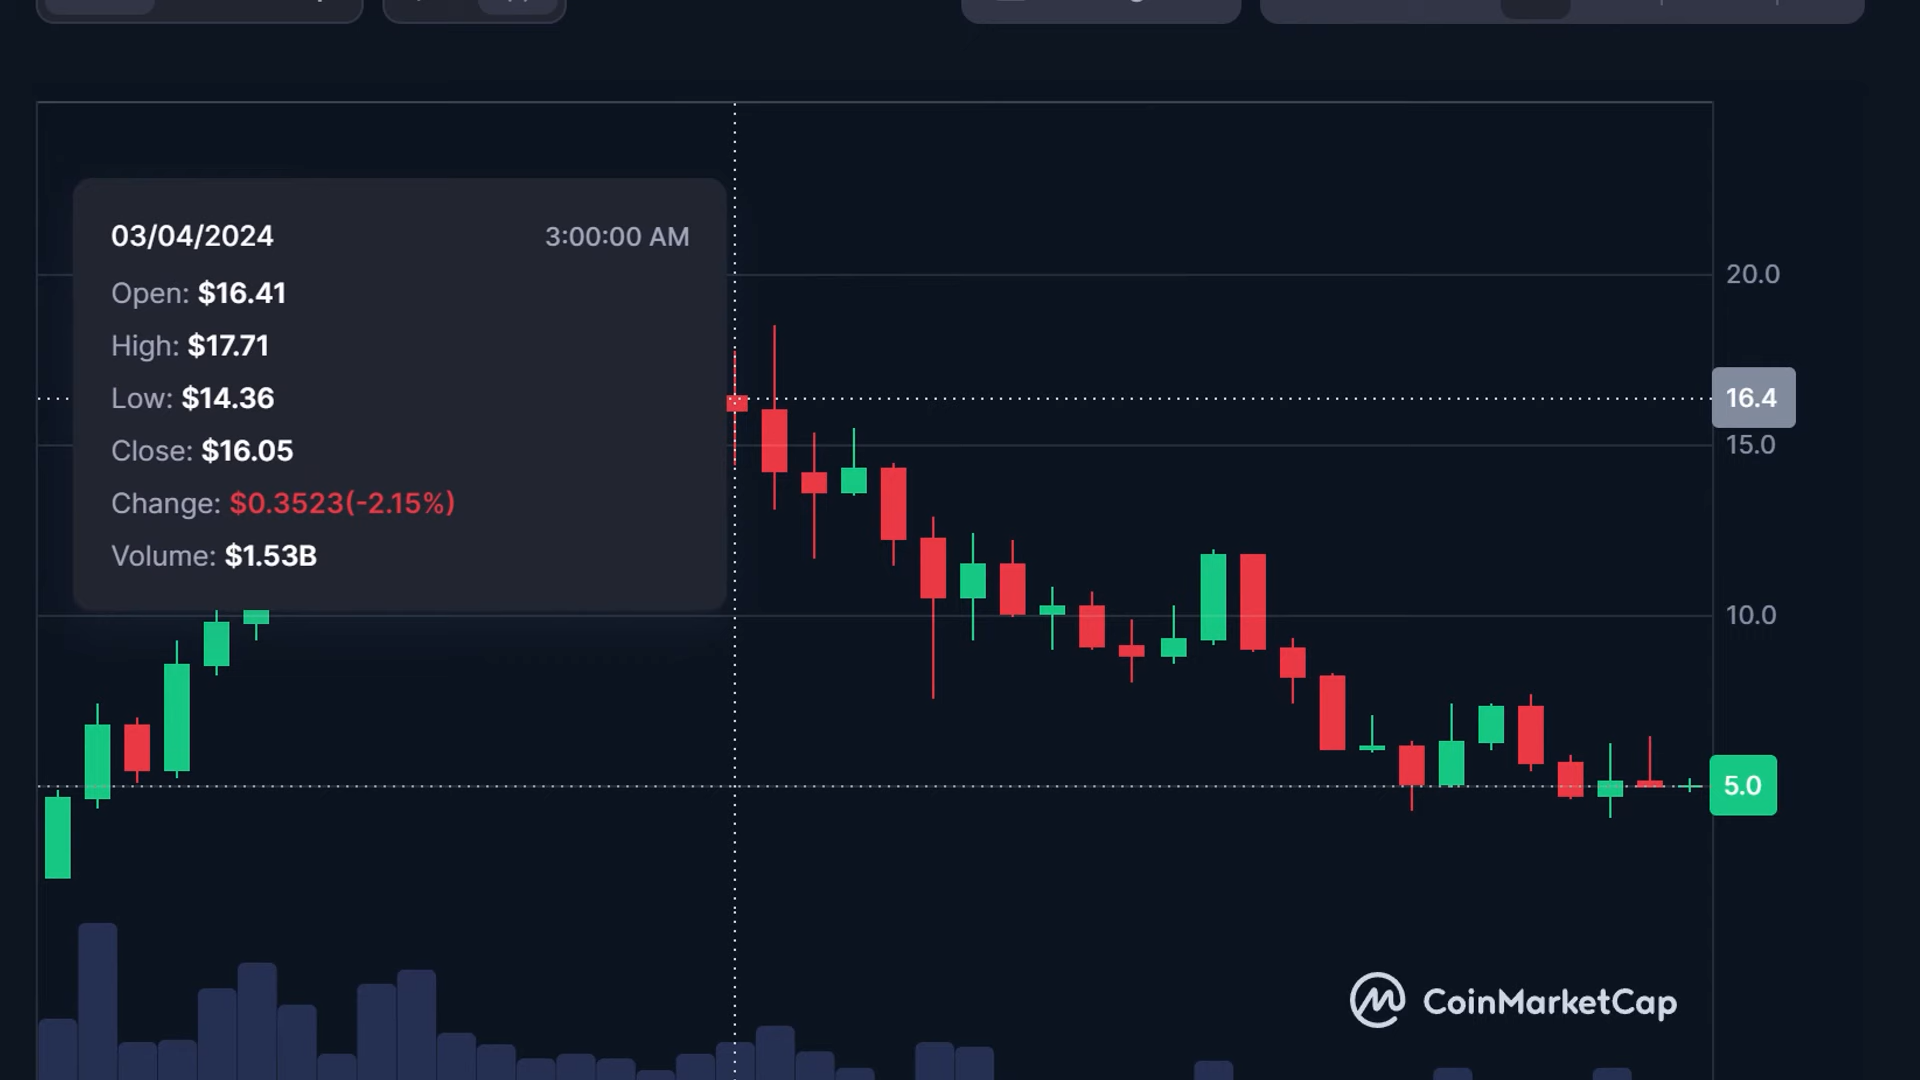 03/04/2024 3:00:00 AM
Open: $16.41
High: $17.71
Low: $14.36
Close: $16.05
Change: $0.3523(-2.15%)
Volume: $1.53B
20.0
16.4
15.0
10.0
5.0
CoinMarketCap